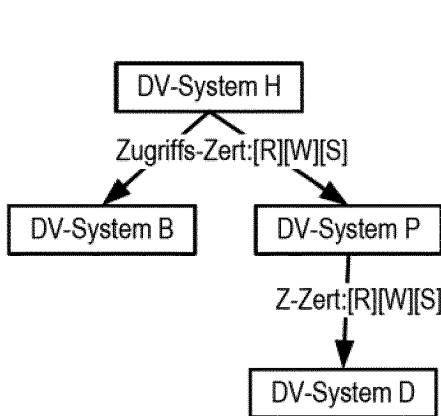 DV-System H
Zugriffs-Zert:[R][W][S]
DV-System B
DV-System P
Z-Zert:[R][W][S]
DV-System D